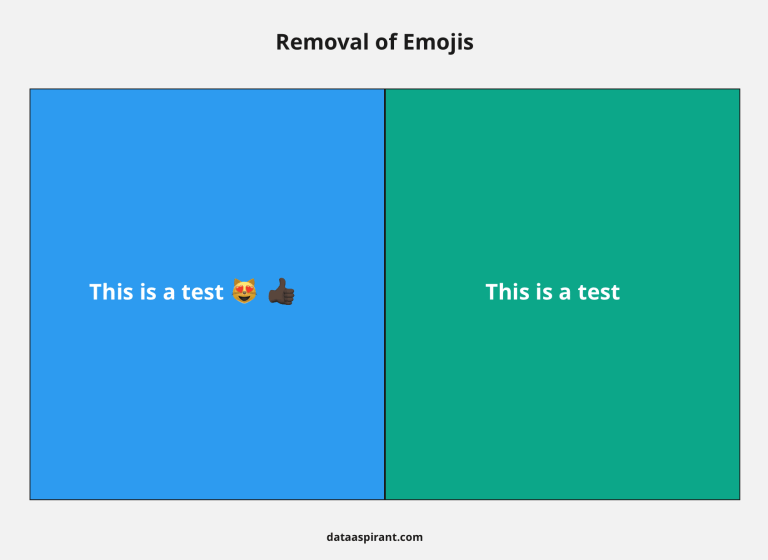 Removal of Emojis
This is a test 😻 👍🏿
This is a test
dataaspirant.com